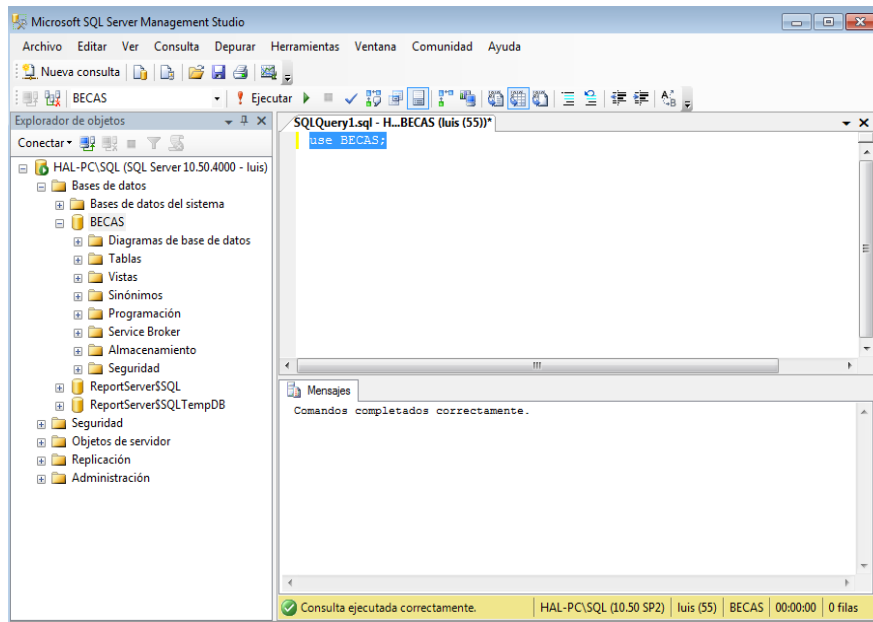 Microsoft SQL Server Management Studio
Archivo Editar Ver Consulta Depurar Herramientas Ventana Comunidad Ayuda
Nueva consulta
BECAS Ejecutar
Explorador de objetos
Conectar
HAL-PC\SQL (SQL Server 10.50.4000 - luis)
Bases de datos
Bases de datos del sistema
BECAS
Diagramas de base de datos
Tablas
Vistas
Sinónimos
Programación
Service Broker
Almacenamiento
Seguridad
ReportServer$SQL
ReportServer$SQLTempDB
Seguridad
Objetos de servidor
Replicación
Administración
SQLQuery1.sql - H...BECAS (luis (55))*
use BECAS;
Mensajes
Comandos completados correctamente.
Consulta ejecutada correctamente. HAL-PC\SQL (10.50 SP2) luis (55) BECAS 00:00:00 0 filas